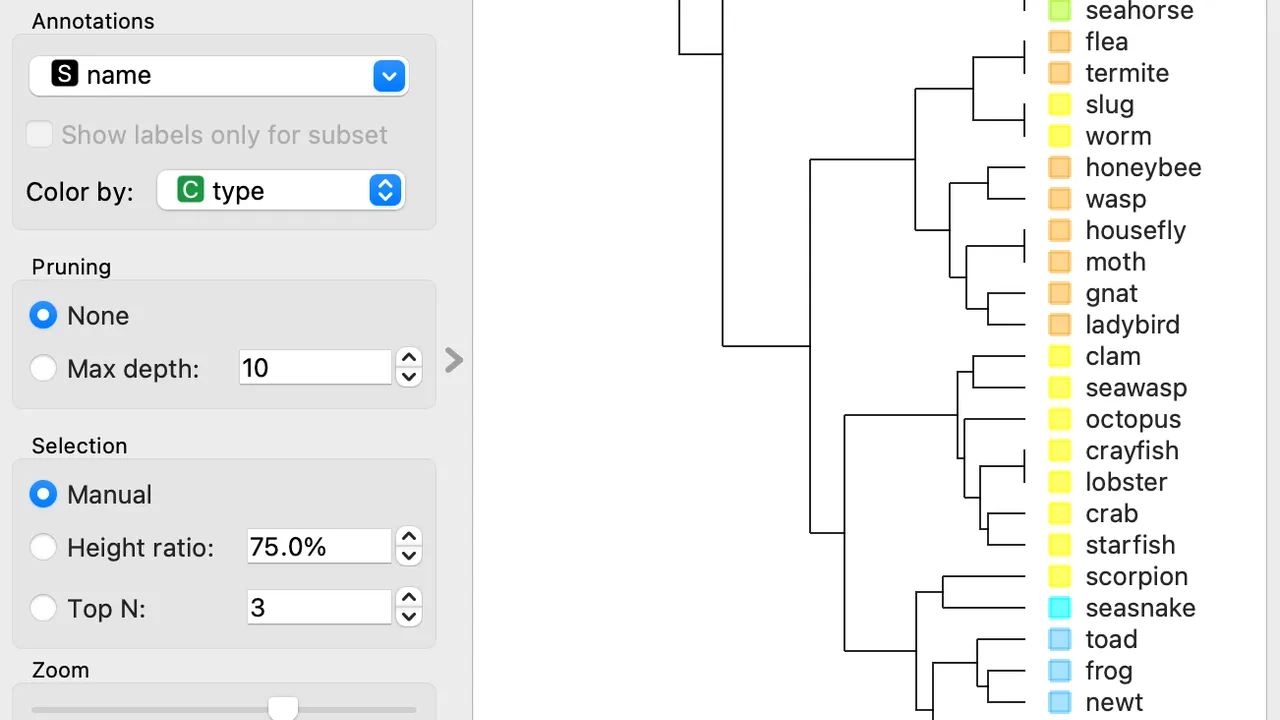 Annotations
S name
Show labels only for subset
Color by: C type
Pruning
None
Max depth: 10
Selection
Manual
Height ratio: 75.0%
Top N: 3
Zoom
seahorse
flea
termite
slug
worm
honeybee
wasp
housefly
moth
gnat
ladybird
clam
seawasp
octopus
crayfish
lobster
crab
starfish
scorpion
seasnake
toad
frog
newt